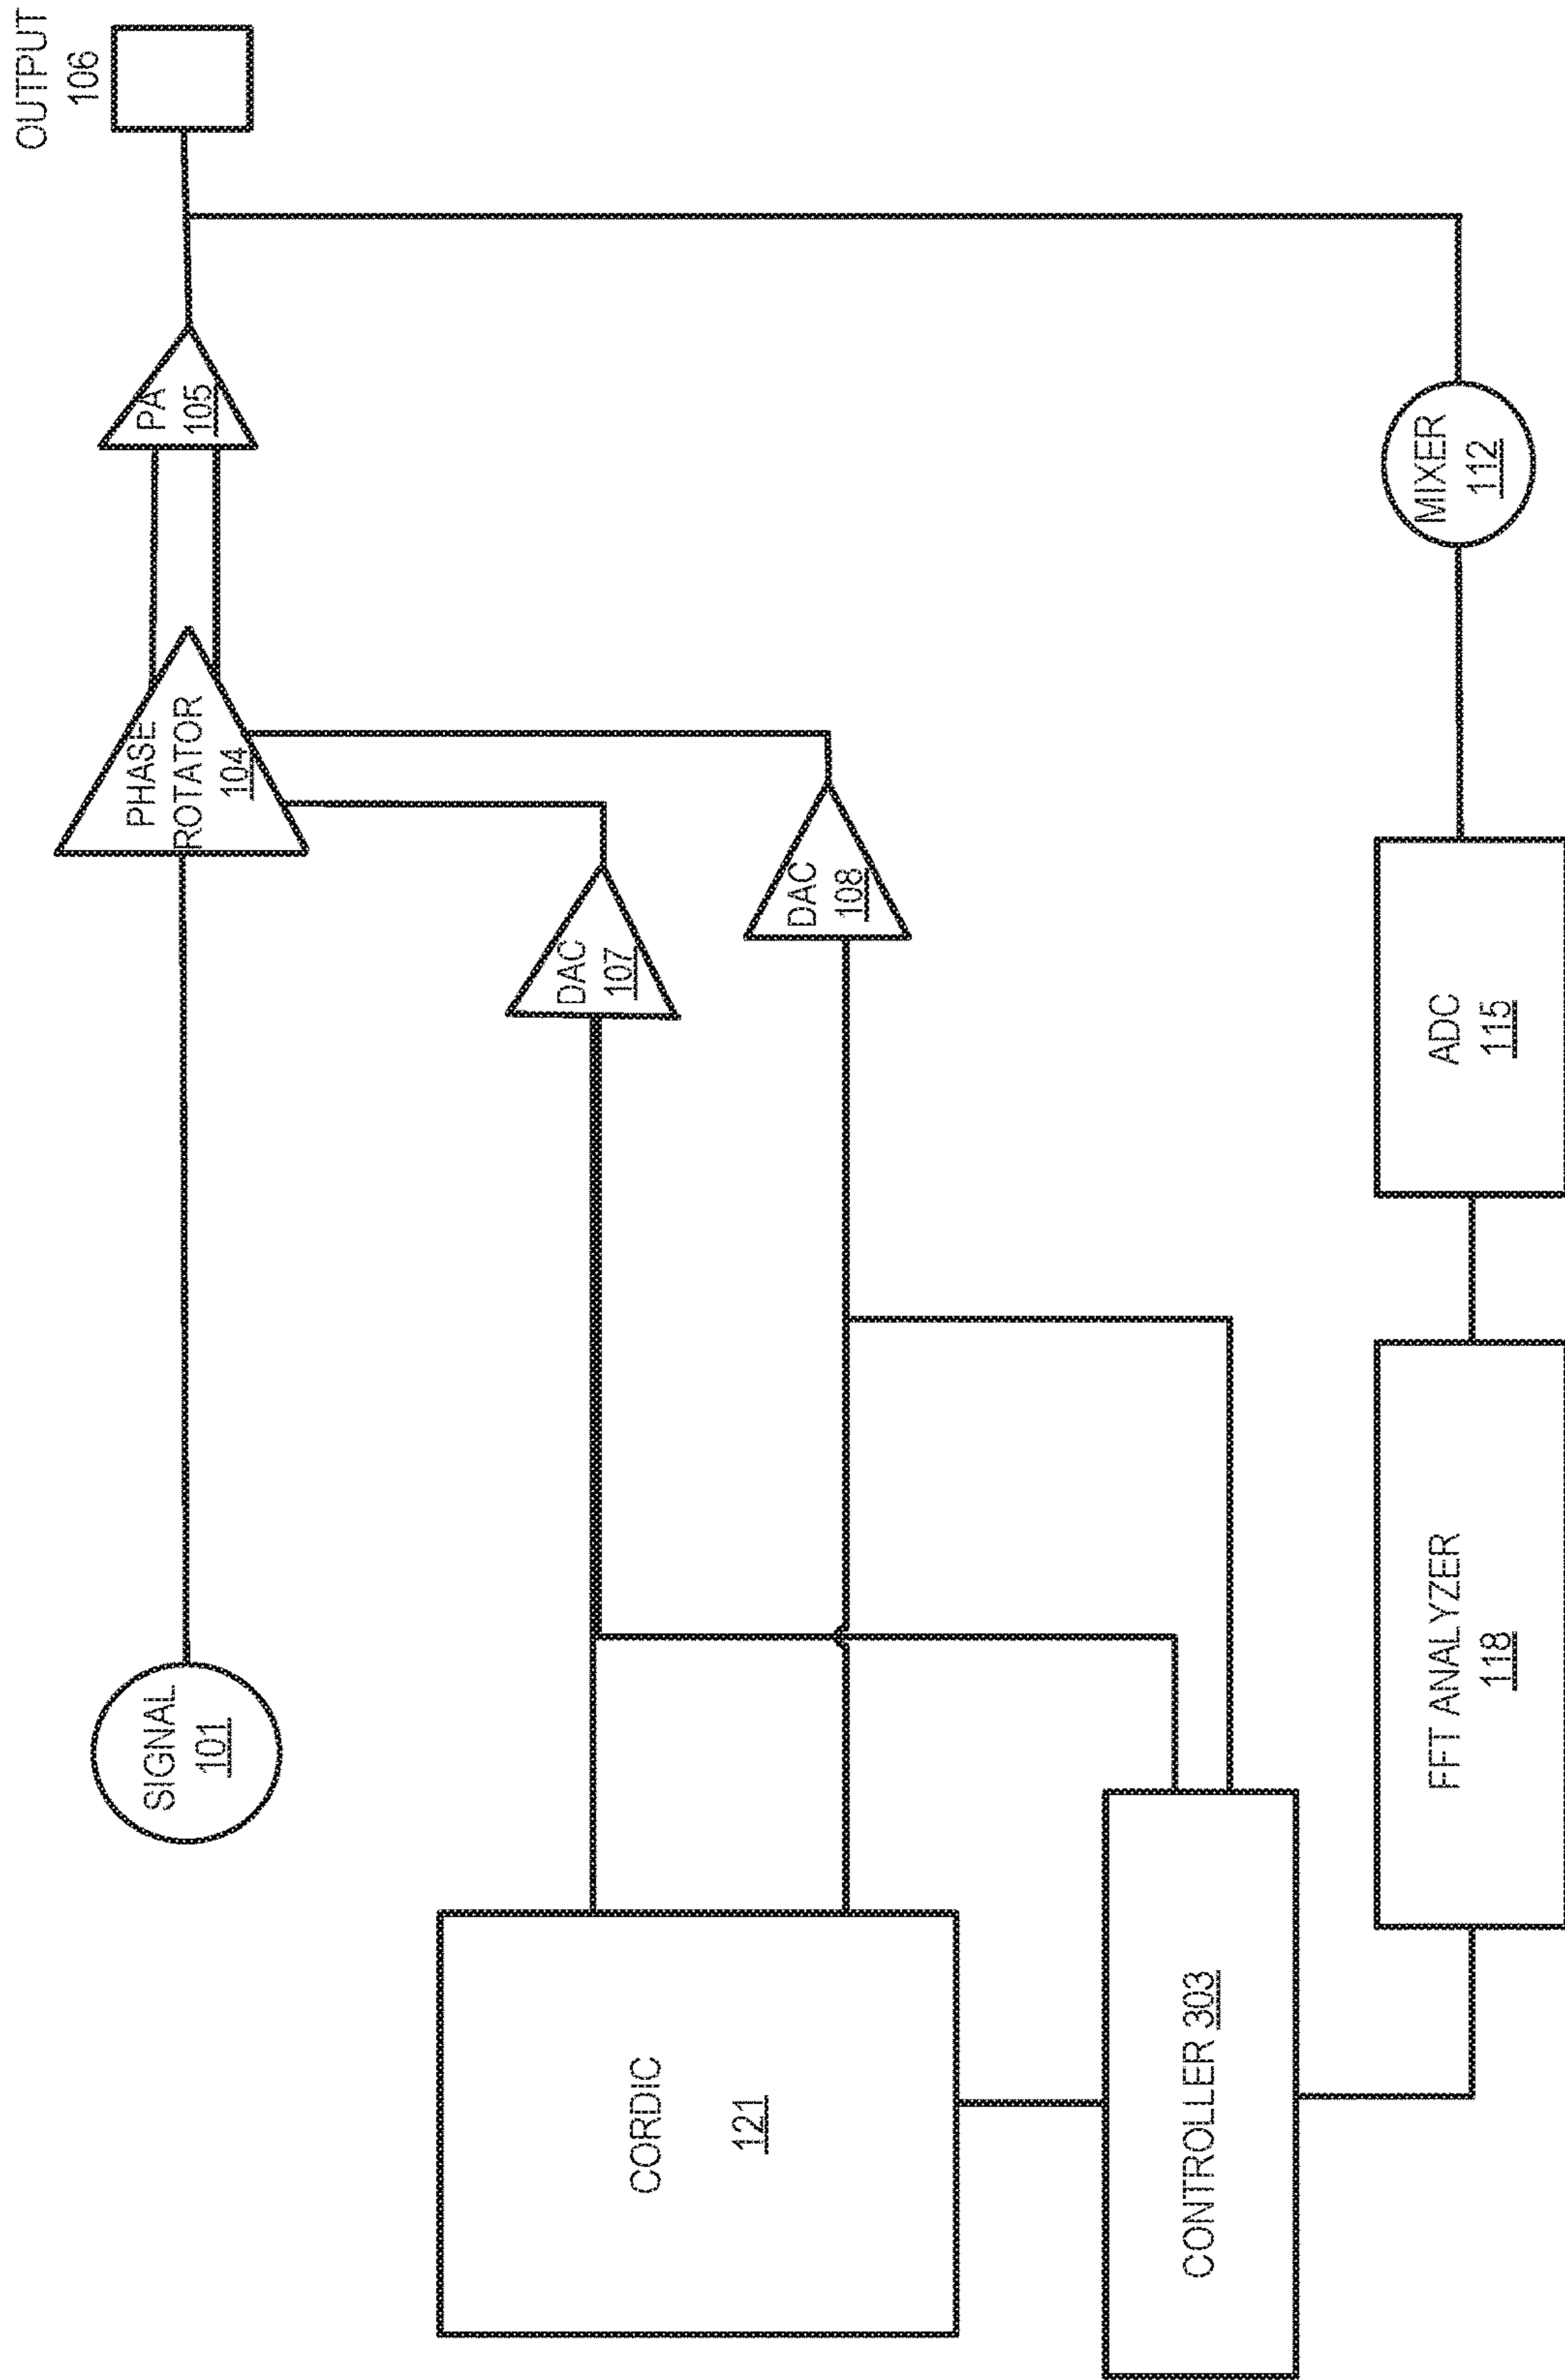 SIGNAL
101
PHASE
ROTATOR
104
PA
105
OUTPUT
106
DAC
107
DAC
108
CORDIC
121
CONTROLLER 303
FFT ANALYZER
118
ADC
115
MIXER
112